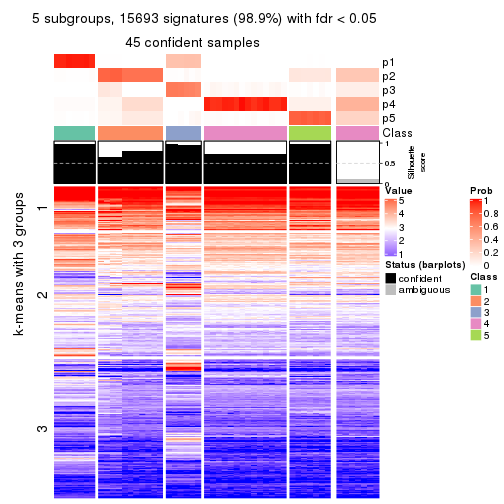 5 subgroups, 15693 signatures (98.9%) with fdr < 0.05
45 confident samples
p1
p2
p3
p4
p5
Class
1
0.5
0
Silhouette
score
k-means with 3 groups
1
2
3
Value
5
4
3
2
1
Status (barplots)
confident
ambiguous
Prob
1
0.8
0.6
0.4
0.2
0
Class
1
2
3
4
5